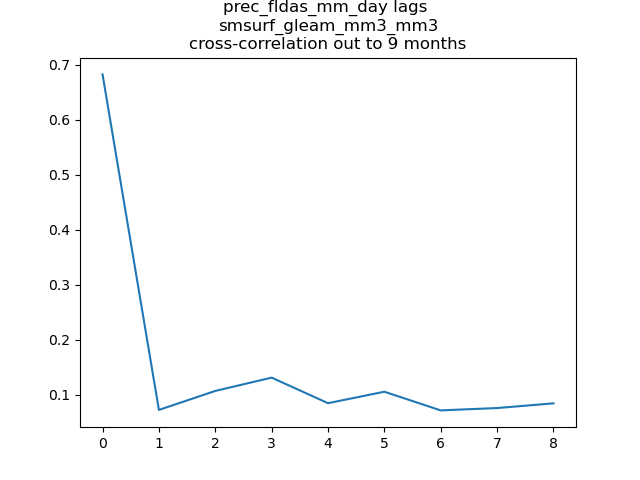 prec_fldas_mm_day lags
smsurf_gleam_mm3_mm3
cross-correlation out to 9 months
0.7
0.6
0.5
0.4
0.3
0.2
0.1
0 1 2 3 4 5 6 7 8